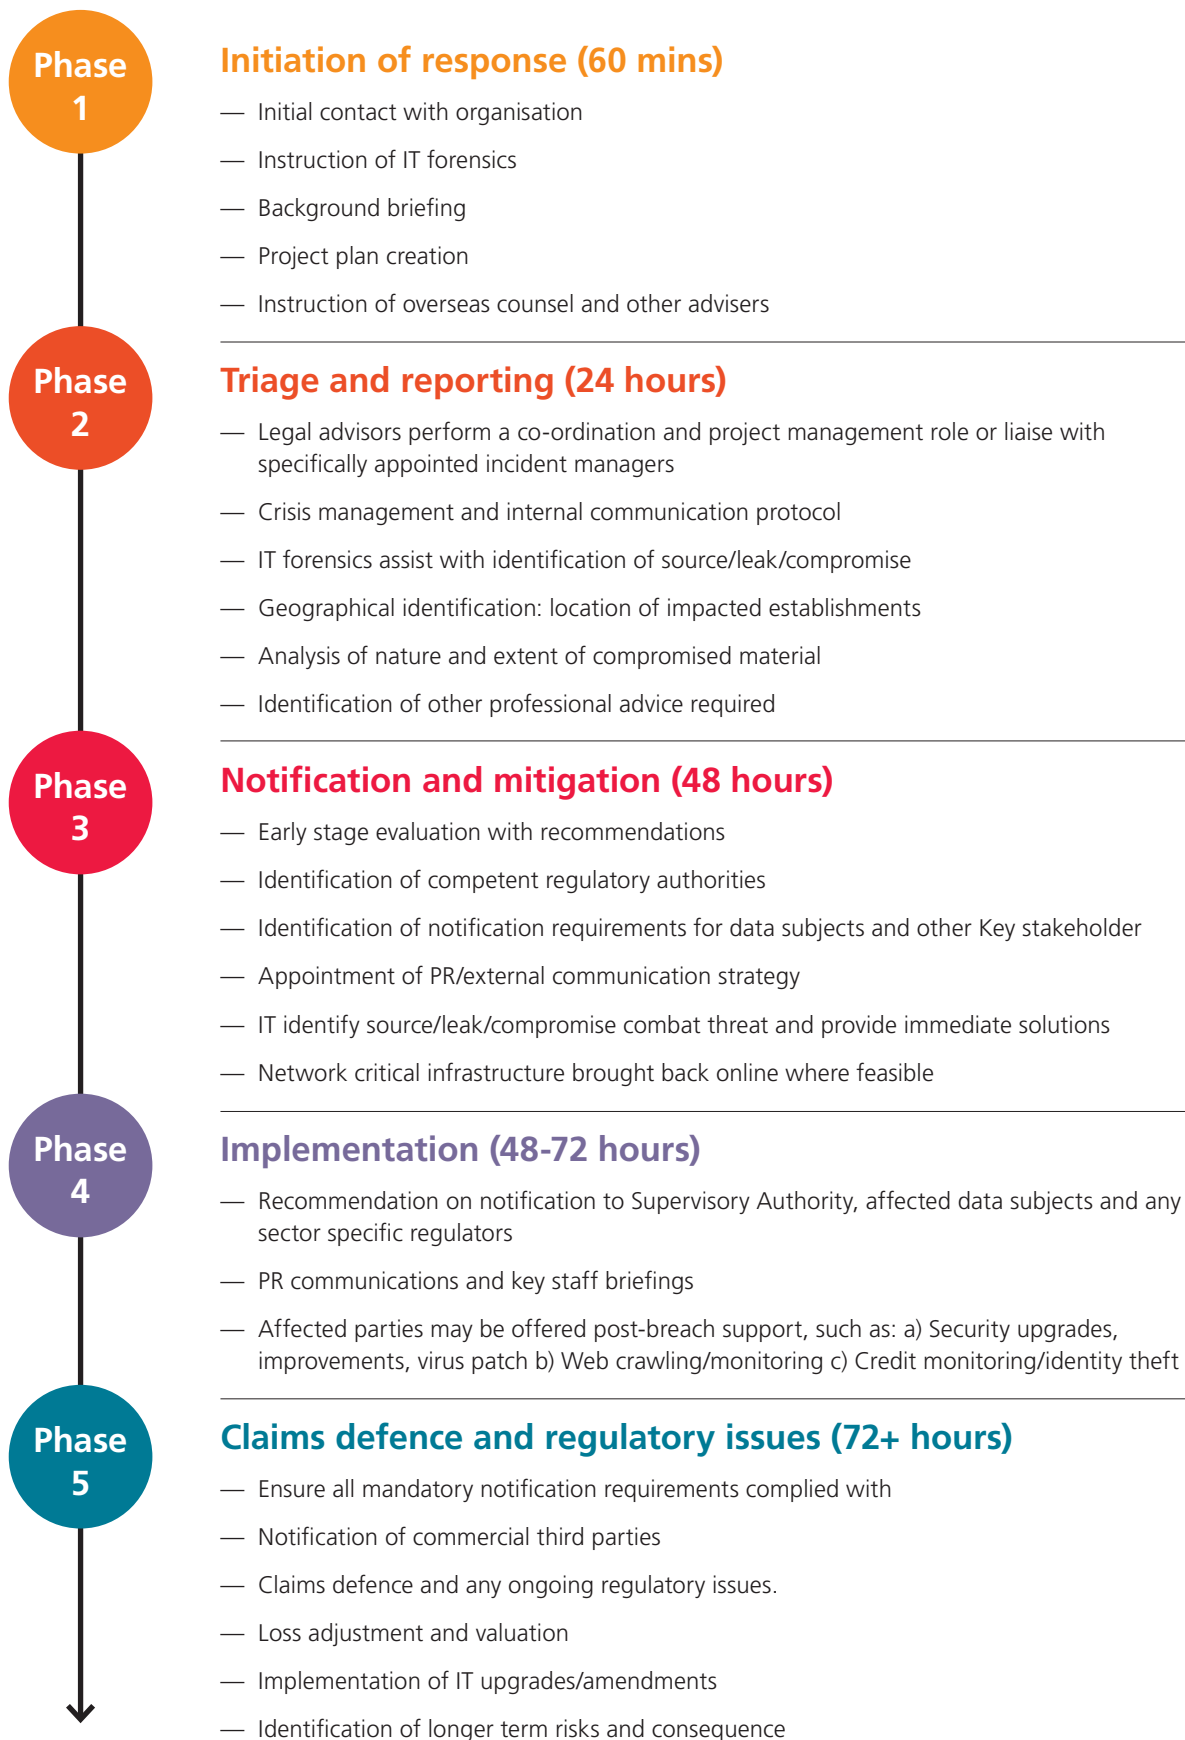 Phase
1
Initiation of response (60 mins)
— Initial contact with organisation
— Instruction of IT forensics
— Background briefing
— Project plan creation
— Instruction of overseas counsel and other advisers
Phase
2
Triage and reporting (24 hours)
— Legal advisors perform a co-ordination and project management role or liaise with
specifically appointed incident managers
— Crisis management and internal communication protocol
— IT forensics assist with identification of source/leak/compromise
— Geographical identification: location of impacted establishments
— Analysis of nature and extent of compromised material
— Identification of other professional advice required
Phase
3
Notification and mitigation (48 hours)
— Early stage evaluation with recommendations
— Identification of competent regulatory authorities
— Identification of notification requirements for data subjects and other Key stakeholder
— Appointment of PR/external communication strategy
— IT identify source/leak/compromise combat threat and provide immediate solutions
— Network critical infrastructure brought back online where feasible
Phase
4
Implementation (48-72 hours)
— Recommendation on notification to Supervisory Authority, affected data subjects and any
sector specific regulators
— PR communications and key staff briefings
— Affected parties may be offered post-breach support, such as: a) Security upgrades,
improvements, virus patch b) Web crawling/monitoring c) Credit monitoring/identity theft
Phase
5
Claims defence and regulatory issues (72+ hours)
— Ensure all mandatory notification requirements complied with
— Notification of commercial third parties
— Claims defence and any ongoing regulatory issues.
— Loss adjustment and valuation
— Implementation of IT upgrades/amendments
— Identification of longer term risks and consequence